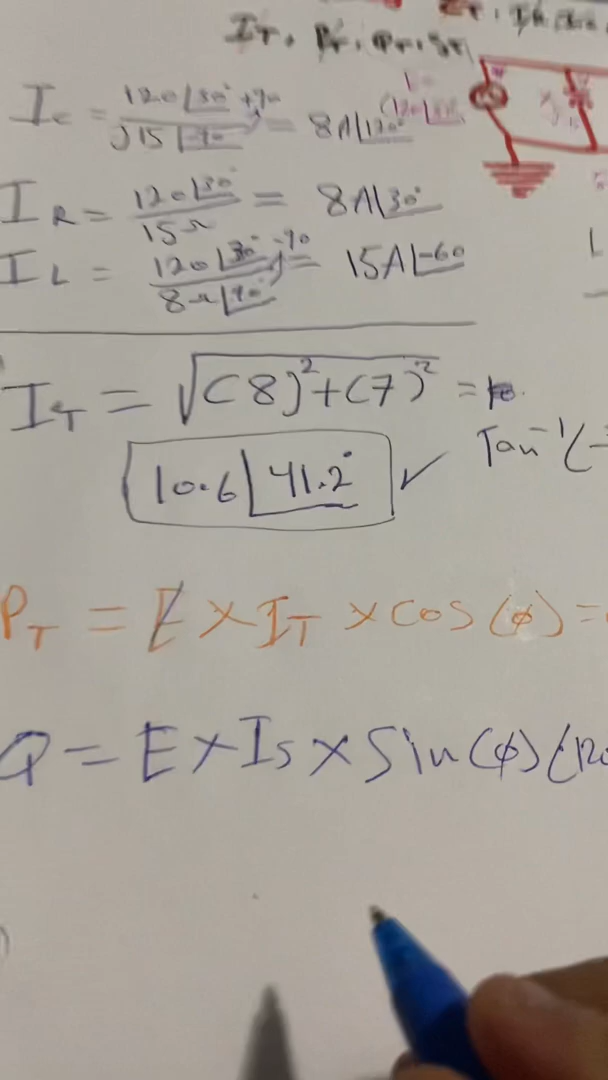 IT, PT, QT, ST
Ic = 120∠30° +90 / j15∠-90 = 8A∠120°
IR = 120∠30° / 15Ω = 8A∠30°
IL = 120∠30° -90 / 8Ω∠90° = 15A∠-60
IT = √(8)² + (7)² =
Tan⁻¹(-
10.6∠41.2° ✓
PT = E × IT × cos(φ) =
Q = E × Is × Sin(φ) (120